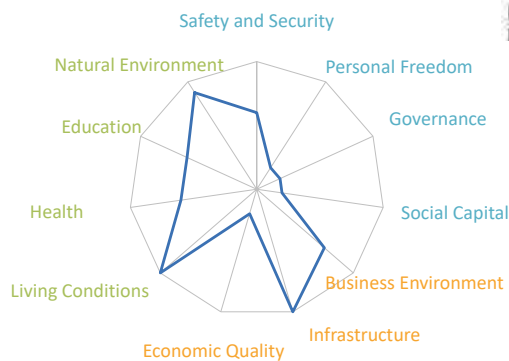 Safety and Security
Natural Environment
Personal Freedom
Education
Governance
Health
Social Capital
Living Conditions
Business Environment
Infrastructure
Economic Quality